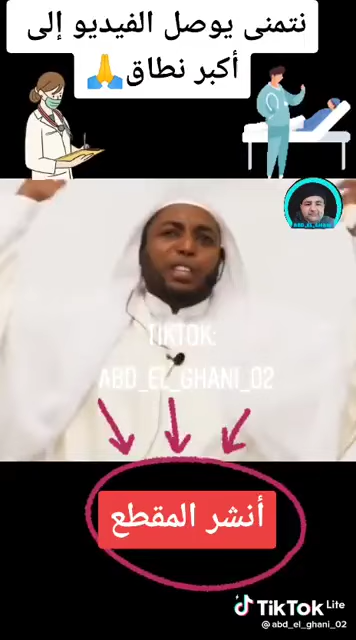 نتمنى يوصل الفيديو إلى
أكبر نطاق🙏
ABD_EL_GHANI
TIKTOK:
ABD_EL_GHANI_02
أنشر المقطع
TikTok Lite
@abd_el_ghani_02